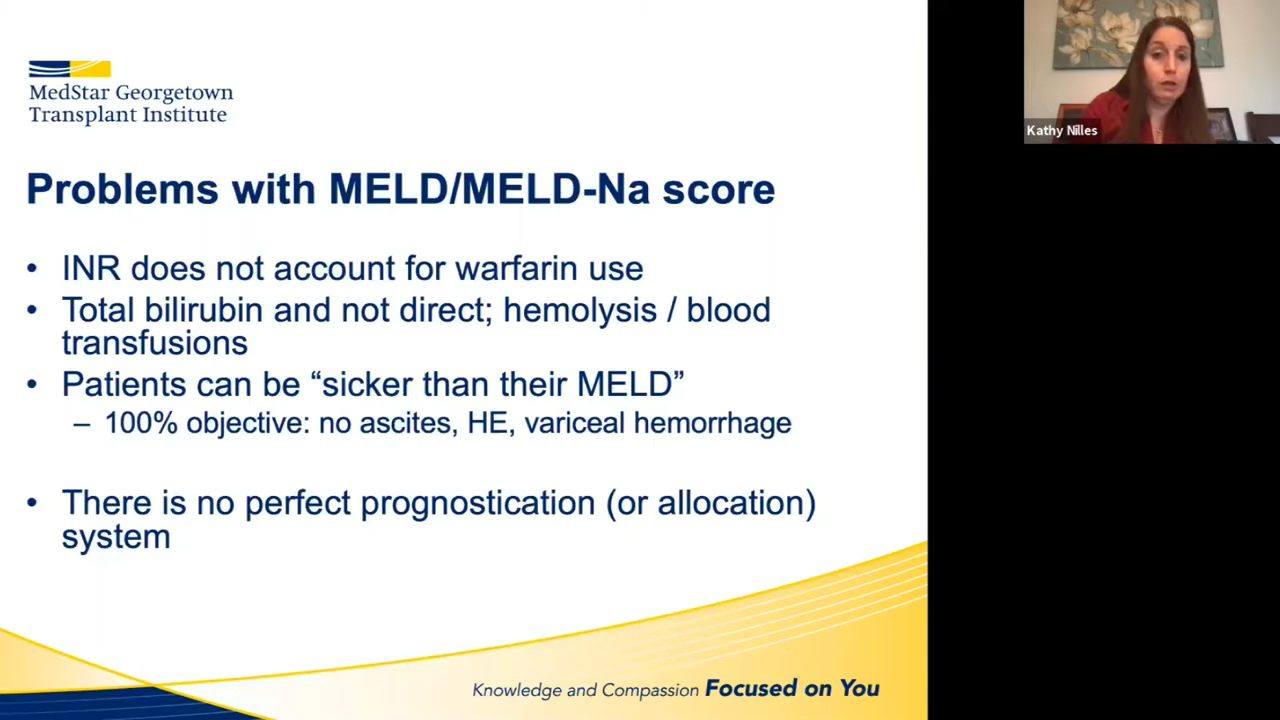 MedStar Georgetown
Transplant Institute
Problems with MELD/MELD-Na score
• INR does not account for warfarin use
• Total bilirubin and not direct; hemolysis / blood
transfusions
• Patients can be “sicker than their MELD”
– 100% objective: no ascites, HE, variceal hemorrhage
• There is no perfect prognostication (or allocation)
system
Knowledge and Compassion Focused on You
Kathy Nilles